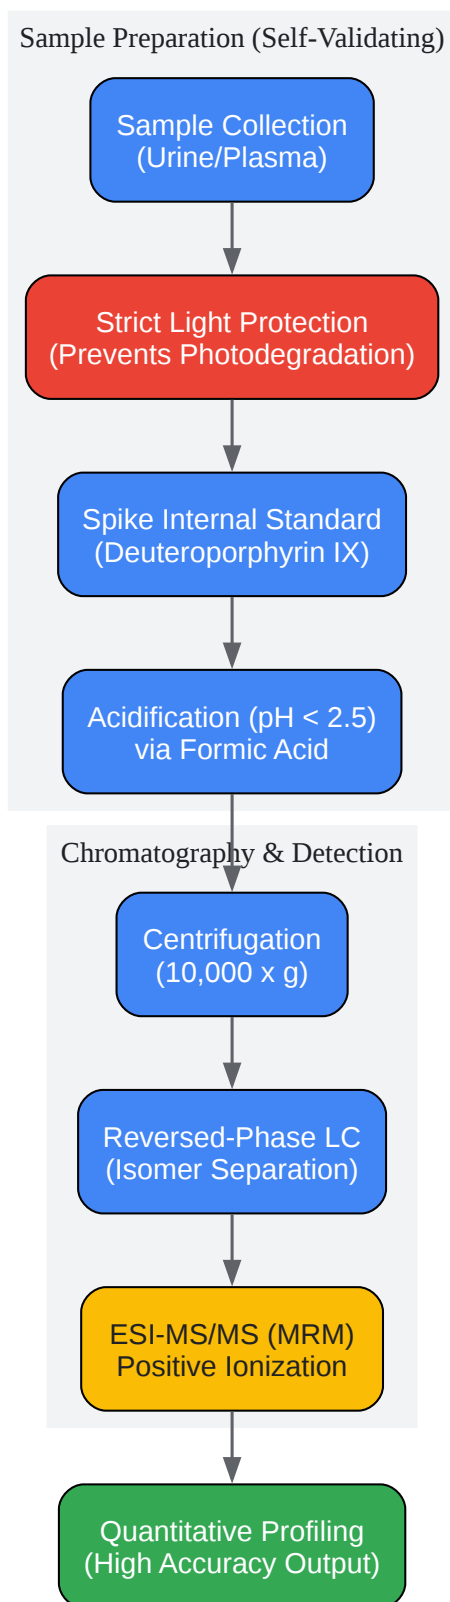 Sample Preparation (Self-Validating)
Sample Collection
(Urine/Plasma)
Strict Light Protection
(Prevents Photodegradation)
Spike Internal Standard
(Deuteroporphyrin IX)
Acidification (pH < 2.5)
via Formic Acid
Chromatography & Detection
Centrifugation
(10,000 x g)
Reversed-Phase LC
(Isomer Separation)
ESI-MS/MS (MRM)
Positive Ionization
Quantitative Profiling
(High Accuracy Output)